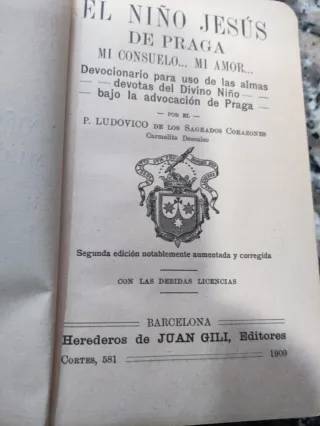 EL NIÑO JESÚS
DE PRAGA
MI CONSUELO... MI AMOR...
Devocionario para uso de las almas
— devotas del Divino Niño — —
— bajo la advocación de Praga —
— POR EL —
P. LUDOVICO DE LOS SAGRADOS CORAZONES
Carmelita Descalzo
Segunda edición notablemente aumentada y corregida
CON LAS DEBIDAS LICENCIAS
BARCELONA
Herederos de JUAN GILI, Editores
CORTES, 581 1909